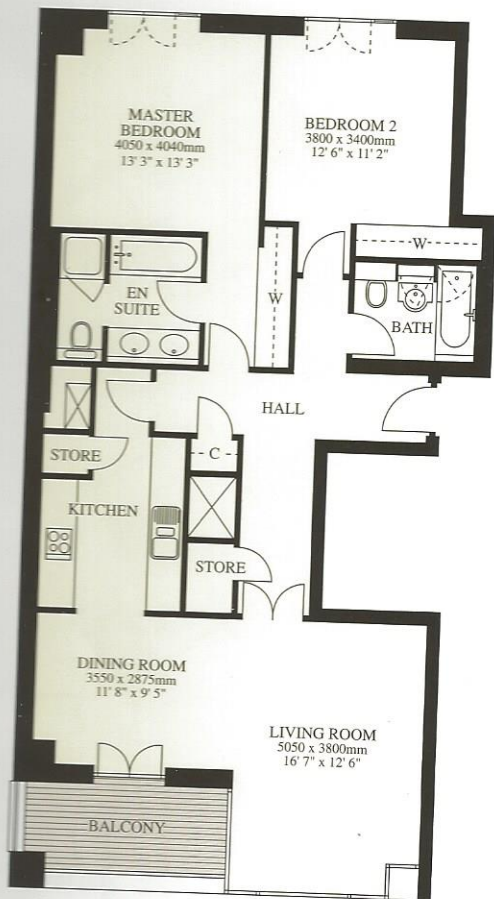 MASTER
BEDROOM
4050 x 4040mm
13' 3" x 13' 3"
BEDROOM 2
3800 x 3400mm
12' 6" x 11' 2"
W
EN
SUITE
W
BATH
HALL
STORE
C
KITCHEN
STORE
DINING ROOM
3550 x 2875mm
11' 8" x 9' 5"
LIVING ROOM
5050 x 3800mm
16' 7" x 12' 6"
BALCONY